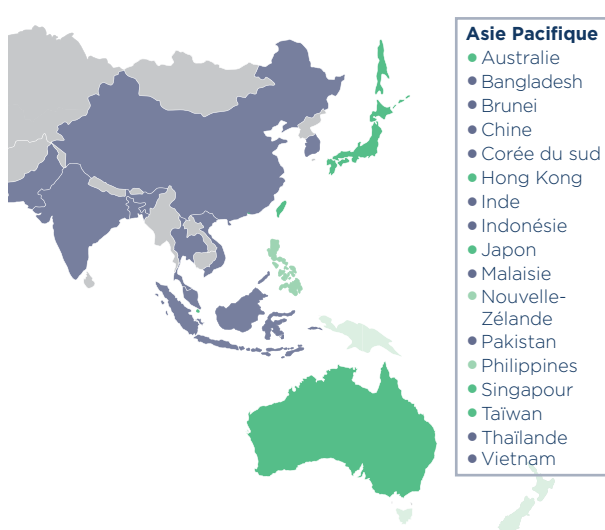 Asie Pacifique
Australie
Bangladesh
Brunei
Chine
Corée du sud
Hong Kong
Inde
Indonésie
Japon
Malaisie
Nouvelle-
Zélande
Pakistan
Philippines
Singapour
Taïwan
Thaïlande
Vietnam